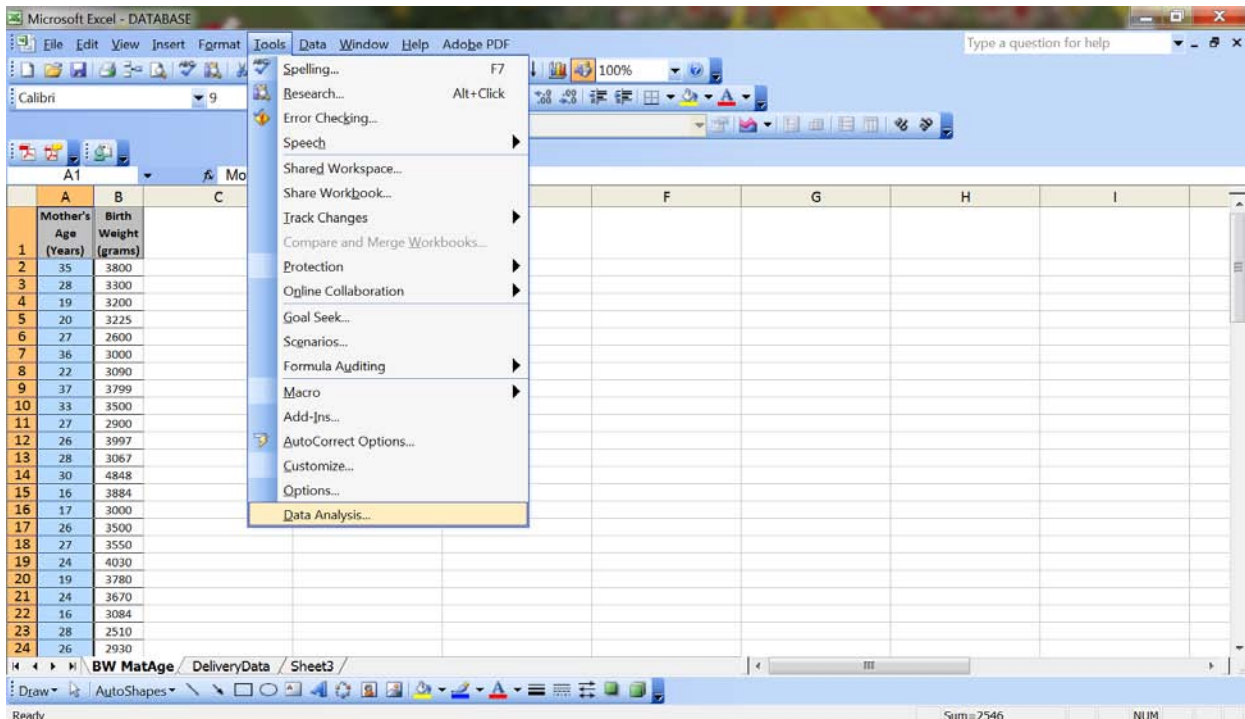 Microsoft Excel - DATABASE
File Edit View Insert Format Tools Data Window Help Adobe PDF Type a question for help
100%
Calibri 9
A1 fx Mo
Spelling... F7
Research... Alt+Click
Error Checking...
Speech
Shared Workspace...
Share Workbook...
Track Changes
Compare and Merge Workbooks...
Protection
Online Collaboration
Goal Seek...
Scenarios...
Formula Auditing
Macro
Add-Ins...
AutoCorrect Options...
Customize...
Options...
Data Analysis...
A B C F G H I
1 Mother's Age (Years) Birth Weight (grams)
2 35 3800
3 28 3300
4 19 3200
5 20 3225
6 27 2600
7 36 3000
8 22 3090
9 37 3799
10 33 3500
11 27 2900
12 26 3997
13 28 3067
14 30 4848
15 16 3884
16 17 3000
17 26 3500
18 27 3550
19 24 4030
20 19 3780
21 24 3670
22 16 3084
23 28 2510
24 26 2930
BW MatAge DeliveryData Sheet3
Draw AutoShapes
Ready Sum=2546 NUM